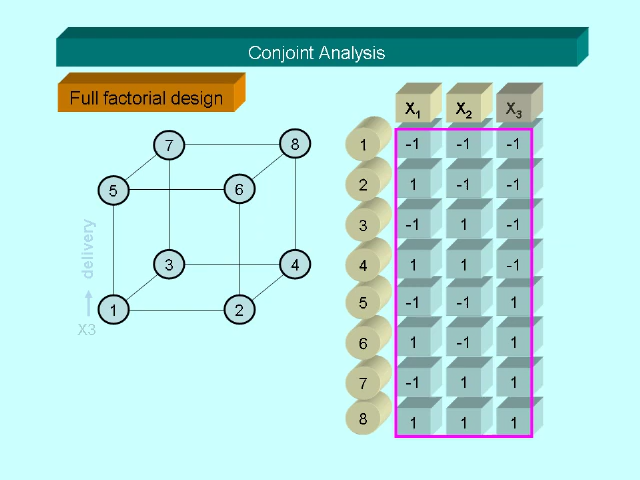 Conjoint Analysis
Full factorial design
7
8
5
6
3
4
1
2
delivery
X3
X1 X2 X3
1 -1 -1 -1
2 1 -1 -1
3 -1 1 -1
4 1 1 -1
5 -1 -1 1
6 1 -1 1
7 -1 1 1
8 1 1 1